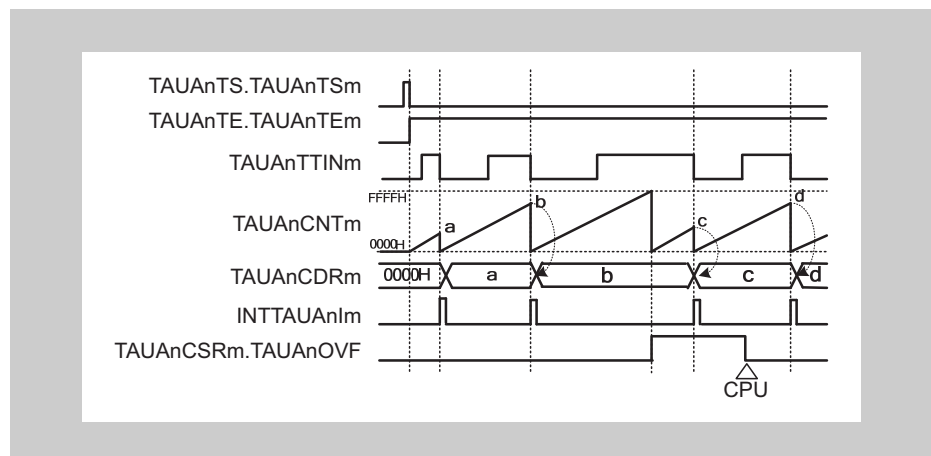 TAUAnTS.TAUAnTSm
TAUAnTE.TAUAnTEm
TAUAnTTINm
FFFFH
TAUAnCNTm
a
b
c
d
0000H
TAUAnCDRm
0000H
a
b
c
d
INTTAUAnIm
TAUAnCSRm.TAUAnOVF
CPU